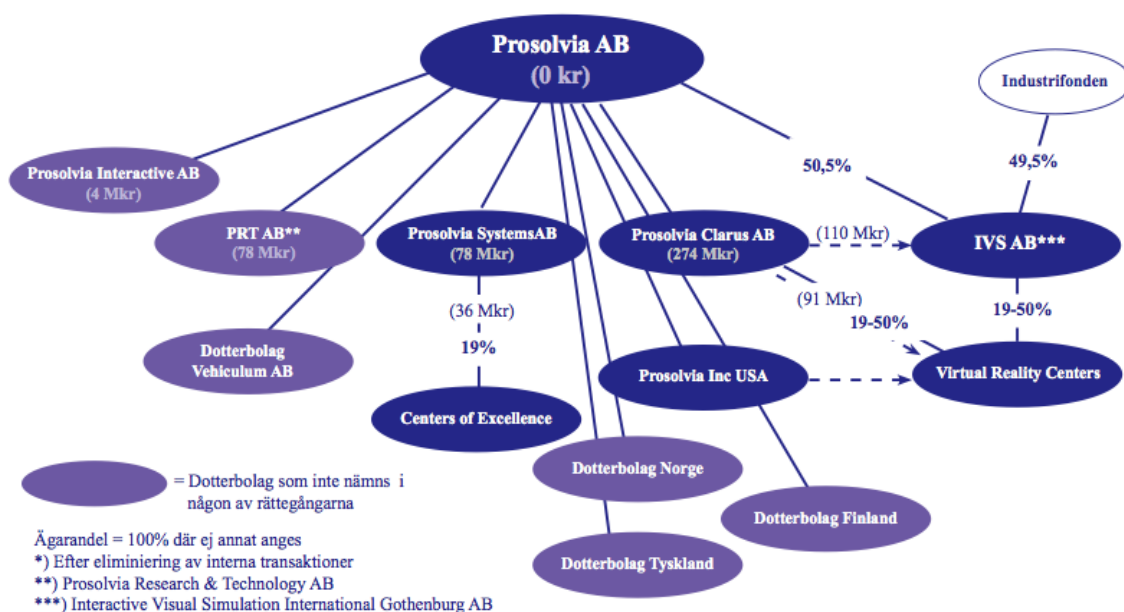 Prosolvia AB
(0 kr)
Industrifonden
Prosolvia Interactive AB
(4 Mkr)
50,5%
49,5%
PRT AB**
(78 Mkr)
Prosolvia SystemsAB
(78 Mkr)
Prosolvia Clarus AB
(274 Mkr)
(110 Mkr)
IVS AB***
(36 Mkr)
(91 Mkr)
19-50%
19-50%
19%
Dotterbolag
Vehiculum AB
Prosolvia Inc USA
Virtual Reality Centers
Centers of Excellence
Dotterbolag Norge
= Dotterbolag som inte nämns i
någon av rättegångarna
Dotterbolag Finland
Dotterbolag Tyskland
Ägarandel = 100% där ej annat anges
*) Efter eliminiering av interna transaktioner
**) Prosolvia Research & Technology AB
***) Interactive Visual Simulation International Gothenburg AB